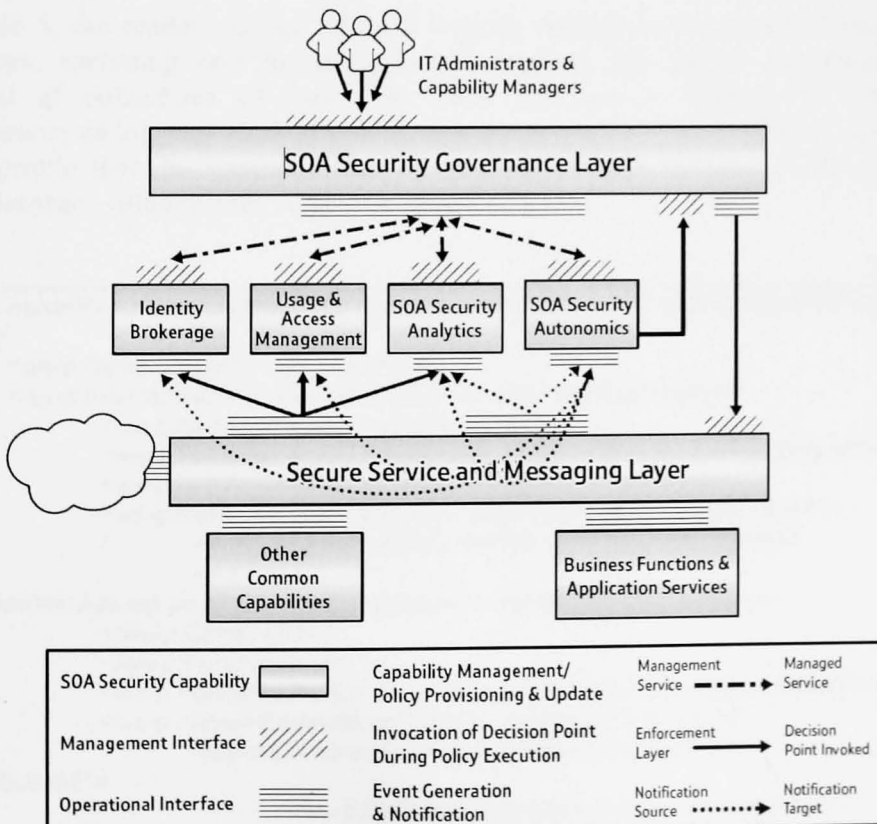 IT Administrators &
Capability Managers
SOA Security Governance Layer
Identity
Brokerage
Usage &
Access
Management
SOA Security
Analytics
SOA Security
Autonomics
Secure Service and Messaging Layer
Other
Common
Capabilities
Business Functions &
Application Services
SOA Security Capability
Capability Management/
Policy Provisioning & Update
Management
Service
Managed
Service
Management Interface
Invocation of Decision Point
During Policy Execution
Enforcement
Layer
Decision
Point Invoked
Operational Interface
Event Generation
& Notification
Notification
Source
Notification
Target